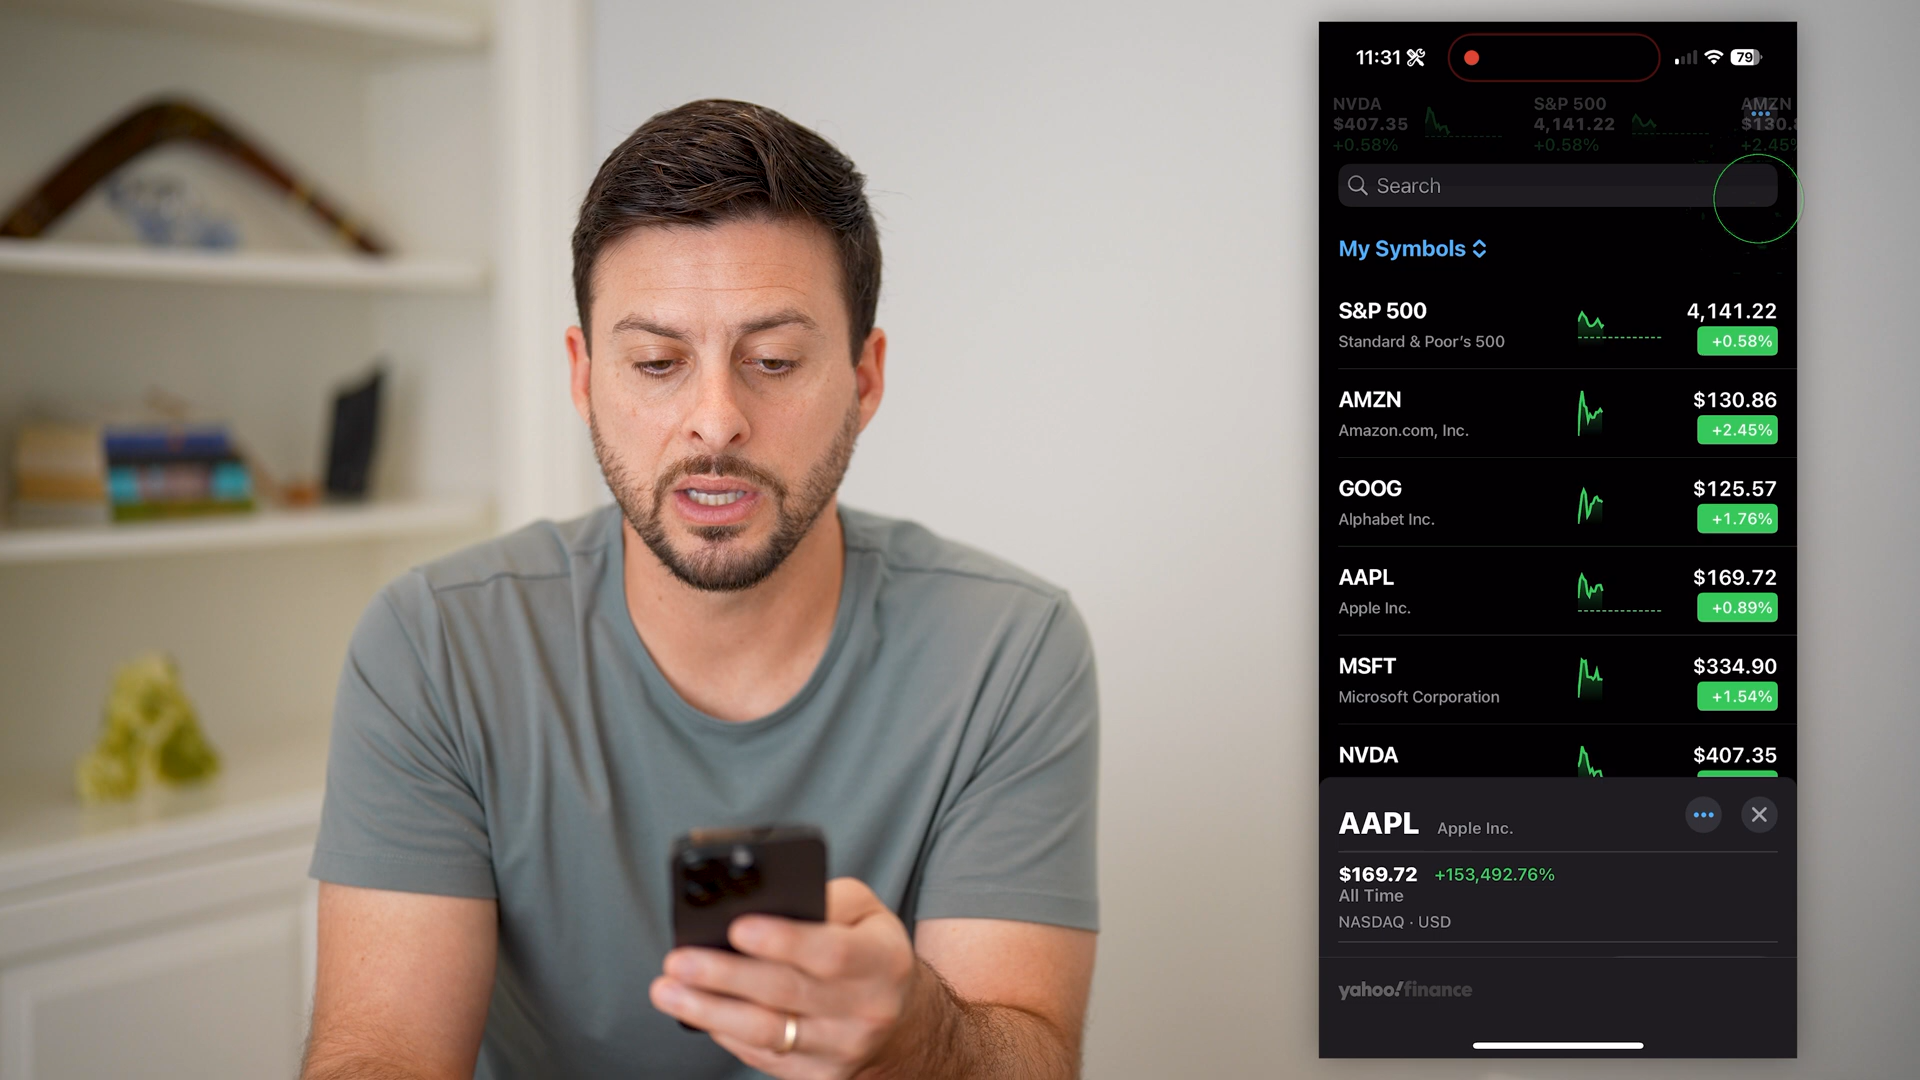 11:31
79
NVDA S&P 500 AMZN
$407.35 4,141.22
+0.58% +0.58% +2.45%
Search
My Symbols
S&P 500 4,141.22
Standard & Poor's 500 +0.58%
AMZN $130.86
Amazon.com, Inc. +2.45%
GOOG $125.57
Alphabet Inc. +1.76%
AAPL $169.72
Apple Inc. +0.89%
MSFT $334.90
Microsoft Corporation +1.54%
NVDA $407.35
AAPL Apple Inc.
$169.72 +153,492.76%
All Time
NASDAQ · USD
yahoo!finance